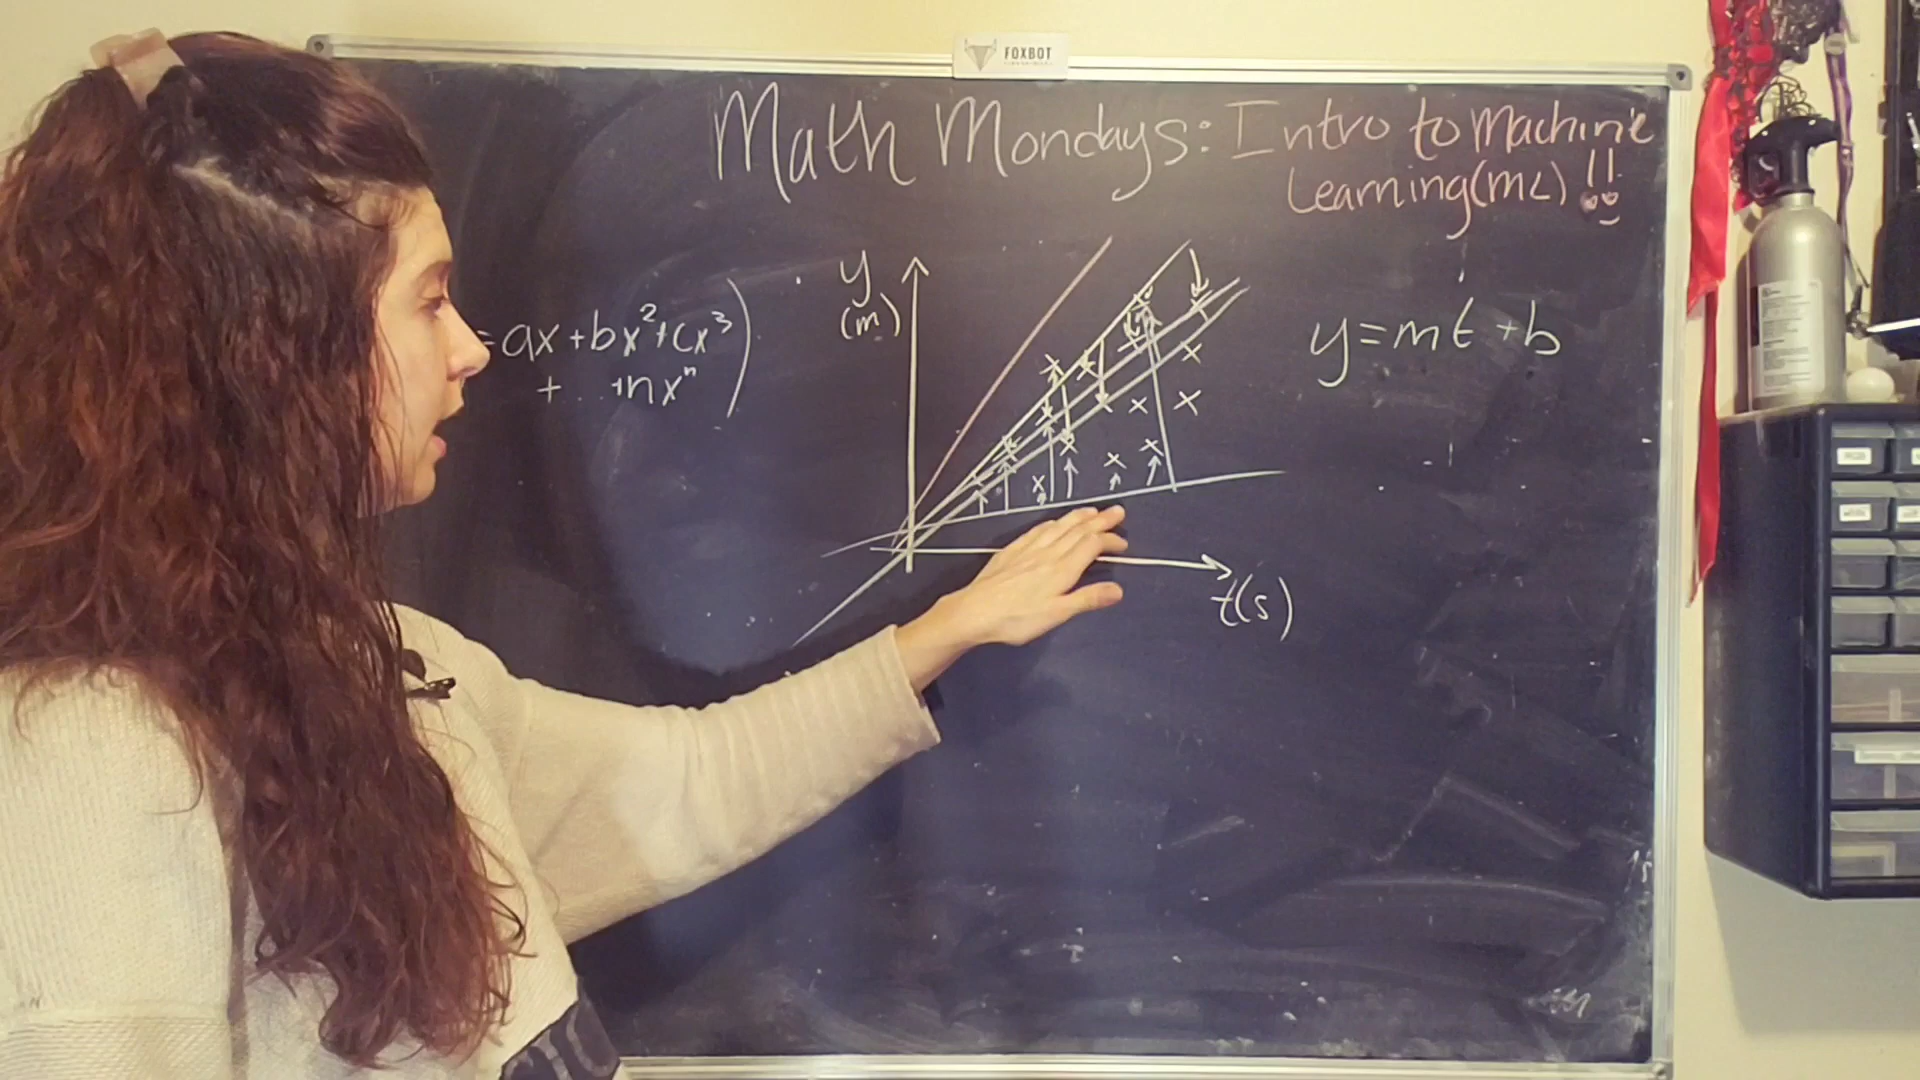 FOXBOT
Math Mondays: Intro to Machine
Learning (ML) !!
y
(m)
= ax + bx² + cx³)
+ ... + nxⁿ
y = mt + b
t(s)